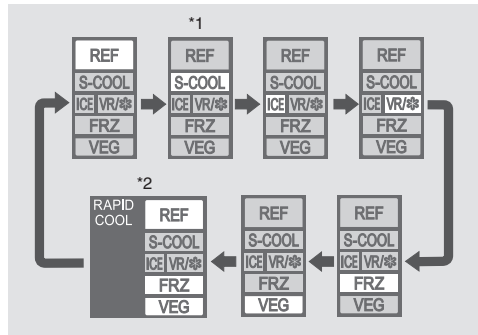 *1
REF
S-COOL
ICE VR/❄
FRZ
VEG
REF
S-COOL
ICE VR/❄
FRZ
VEG
REF
S-COOL
ICE VR/❄
FRZ
VEG
REF
S-COOL
ICE VR/❄
FRZ
VEG
*2
RAPID
COOL
REF
S-COOL
ICE VR/❄
FRZ
VEG
REF
S-COOL
ICE VR/❄
FRZ
VEG
REF
S-COOL
ICE VR/❄
FRZ
VEG